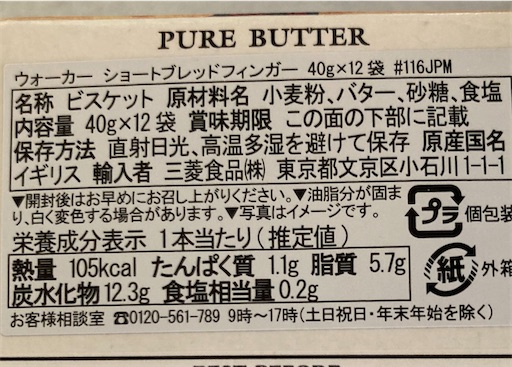 PURE BUTTER
ウォーカー ショートブレッドフィンガー 40g×12袋 #116JPM
名称 ビスケット 原材料名 小麦粉、バター、砂糖、食塩
内容量 40g×12袋 賞味期限 この面の下部に記載
保存方法 直射日光、高温多湿を避けて保存 原産国名
イギリス 輸入者 三菱食品㈱ 東京都文京区小石川1-1-1
▼開封後はお早めにお召し上がりください。▼油脂分が固ま
り、白く変色する場合があります。▼写真はイメージです。
プラ 個包装
栄養成分表示 1本当たり(推定値)
熱量 105kcal たんぱく質 1.1g 脂質 5.7g
炭水化物12.3g 食塩相当量0.2g
紙 外箱
お客様相談室 ☎0120-561-789 9時~17時(土日祝日・年末年始を除く)
BEST BEFORE